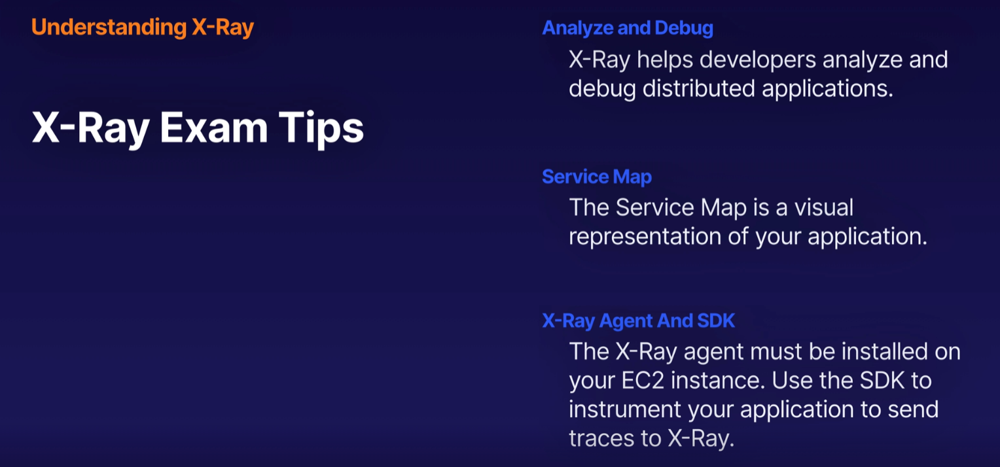 Understanding X-Ray
X-Ray Exam Tips
Analyze and Debug
X-Ray helps developers analyze and
debug distributed applications.
Service Map
The Service Map is a visual
representation of your application.
X-Ray Agent And SDK
The X-Ray agent must be installed on
your EC2 instance. Use the SDK to
instrument your application to send
traces to X-Ray.